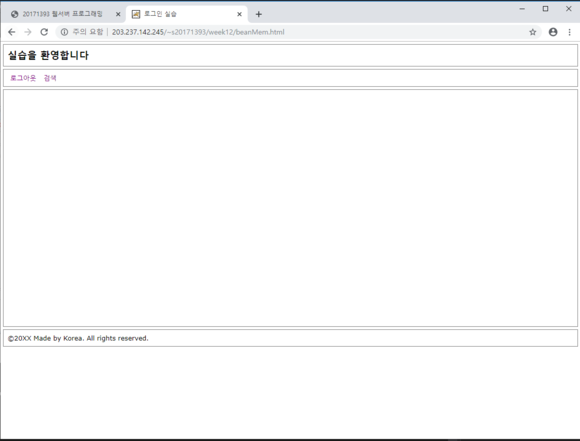 20171393 웹서버 프로그래밍
로그인 실습
주의 요함 | 203.237.142.245/~s20171393/week12/beanMem.html
실습을 환영합니다
로그아웃 검색
©20XX Made by Korea. All rights reserved.